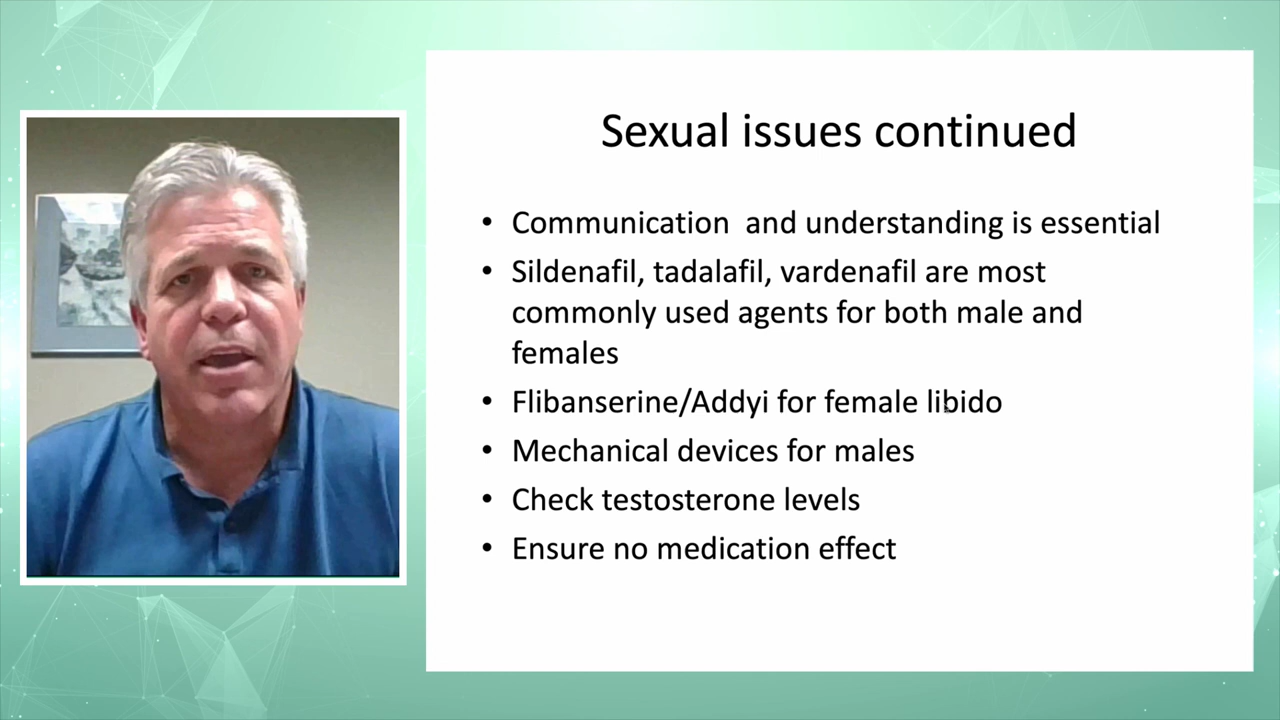 Sexual issues continued
• Communication  and understanding is essential
• Sildenafil, tadalafil, vardenafil are most
commonly used agents for both male and
females
• Flibanserine/Addyi for female libido
• Mechanical devices for males
• Check testosterone levels
• Ensure no medication effect